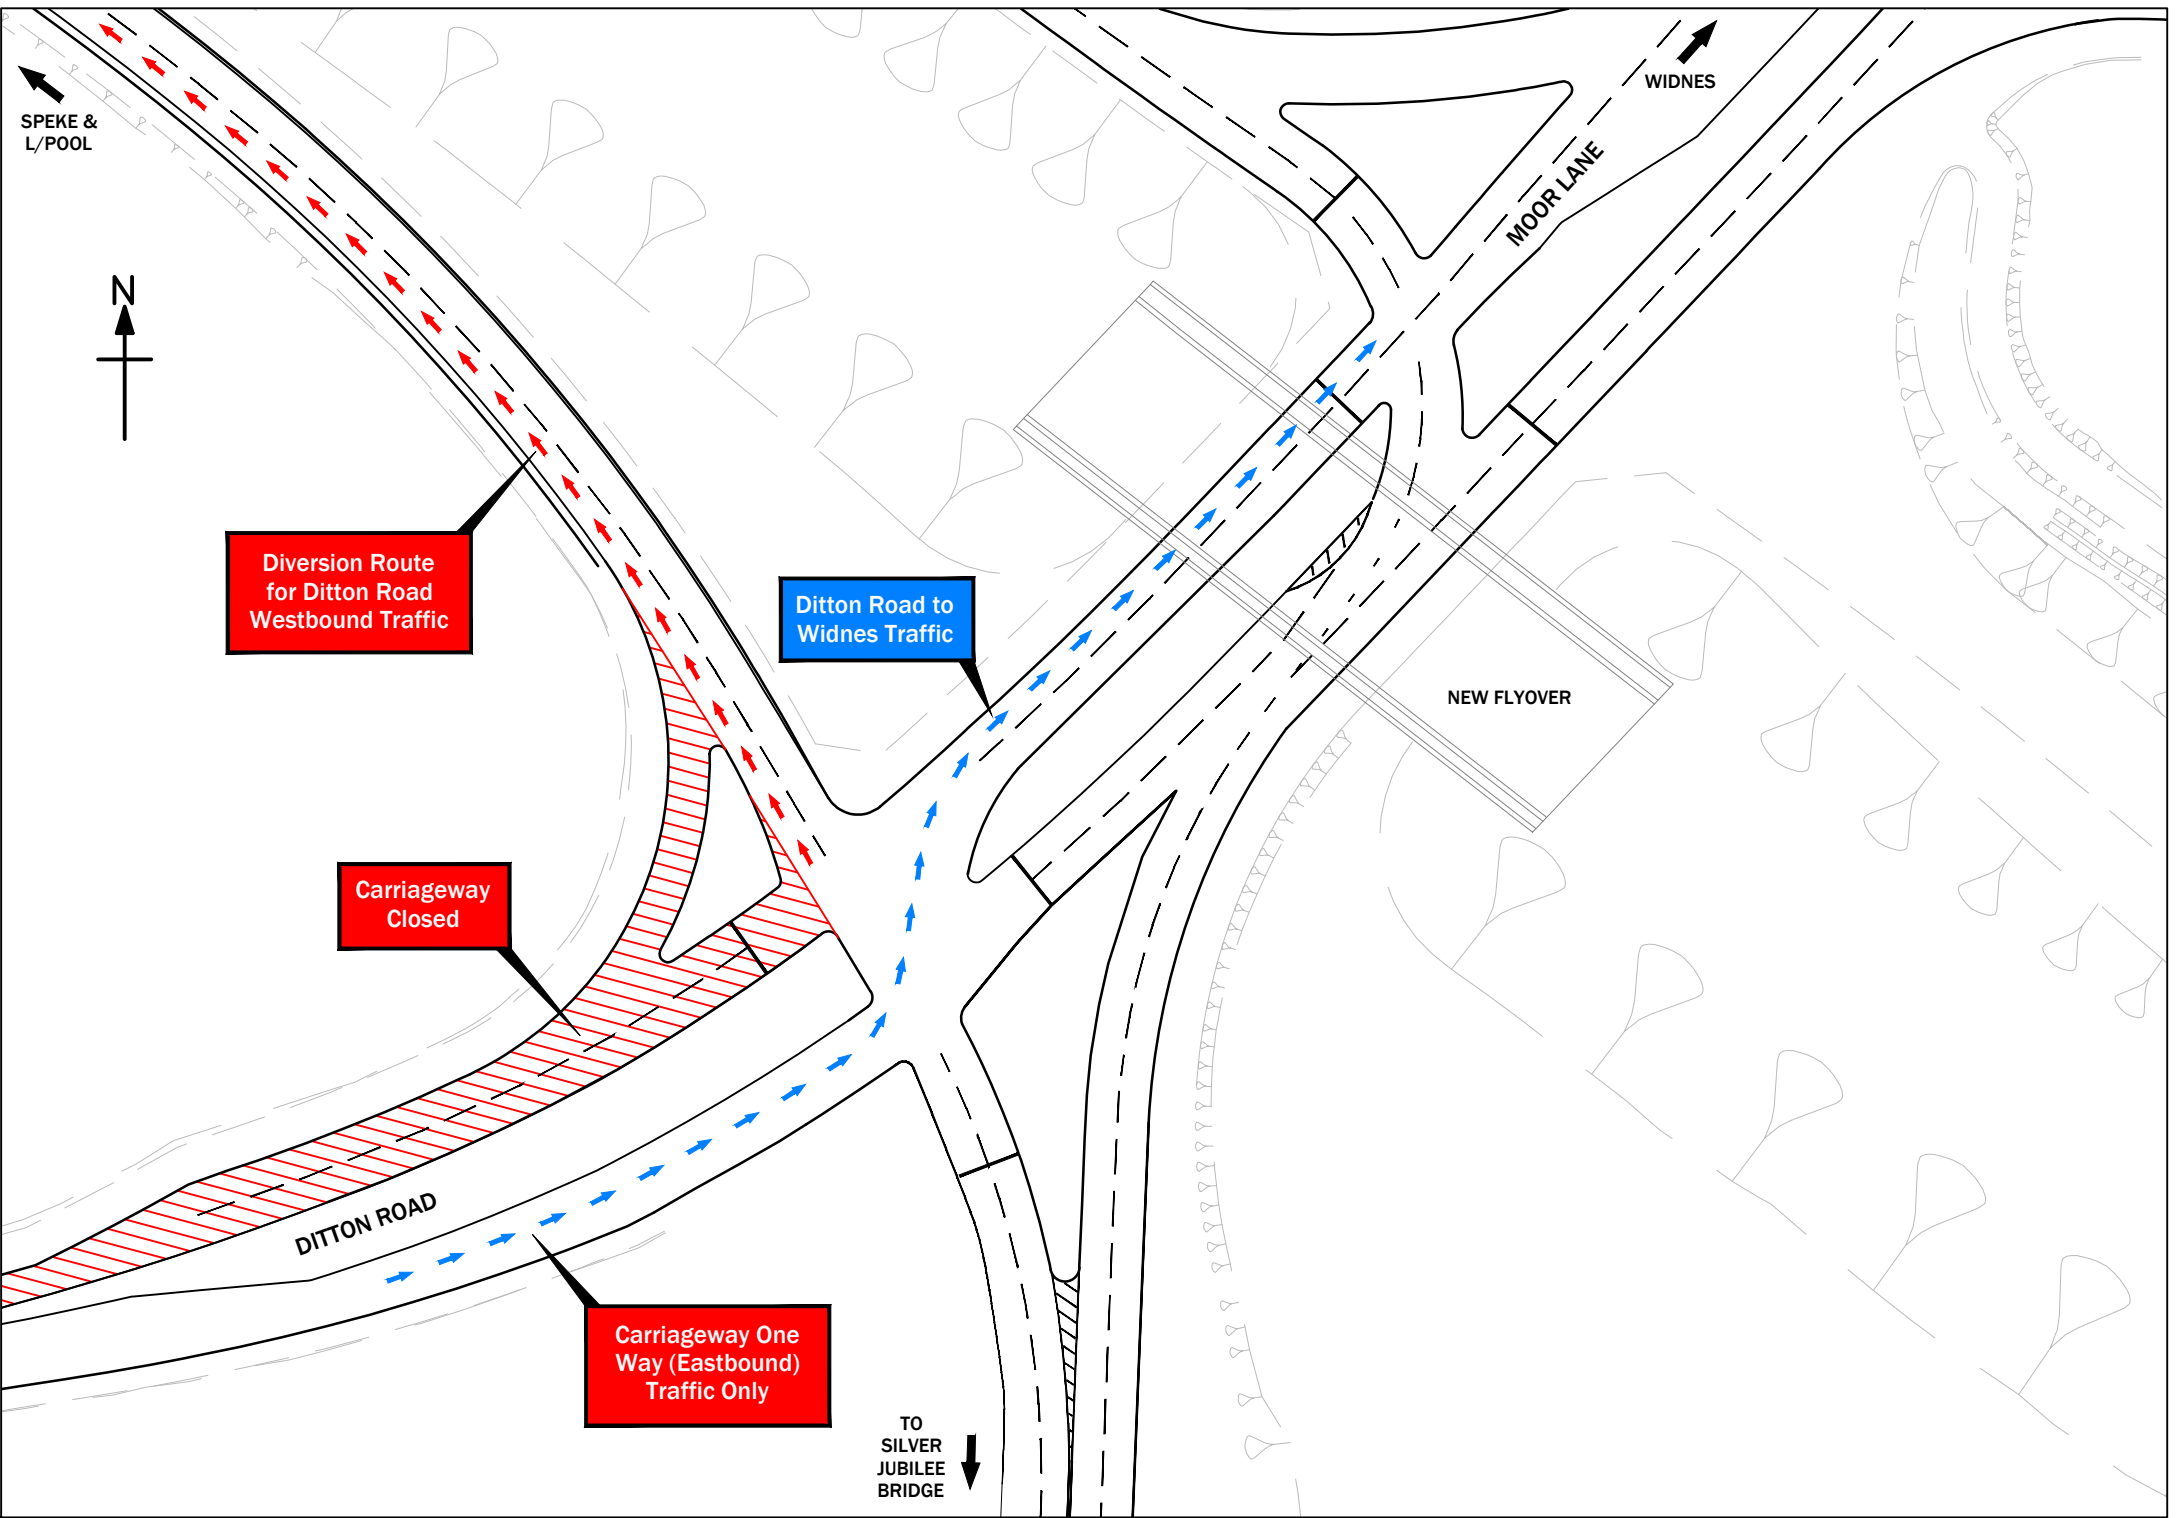 WIDNES
SPEKE &
L/POOL
MOOR LANE
N
Diversion Route
for Ditton Road
Westbound Traffic
Ditton Road to
Widnes Traffic
NEW FLYOVER
Carriageway
Closed
DITTON ROAD
Carriageway One
Way (Eastbound)
Traffic Only
TO
SILVER
JUBILEE
BRIDGE